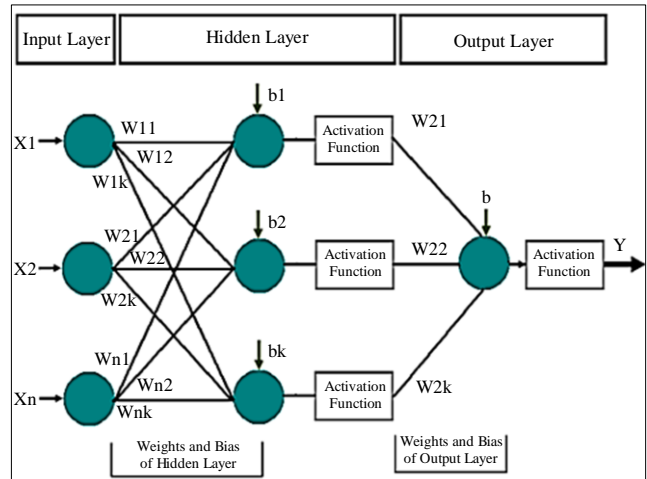 Input Layer
Hidden Layer
Output Layer
X1
W11
W12
W1k
b1
Activation
Function
W21
X2
W21
W22
W2k
b2
Activation
Function
W22
b
Activation
Function
Y
Xn
Wn1
Wn2
Wnk
bk
Activation
Function
W2k
Weights and Bias
of Hidden Layer
Weights and Bias
of Output Layer